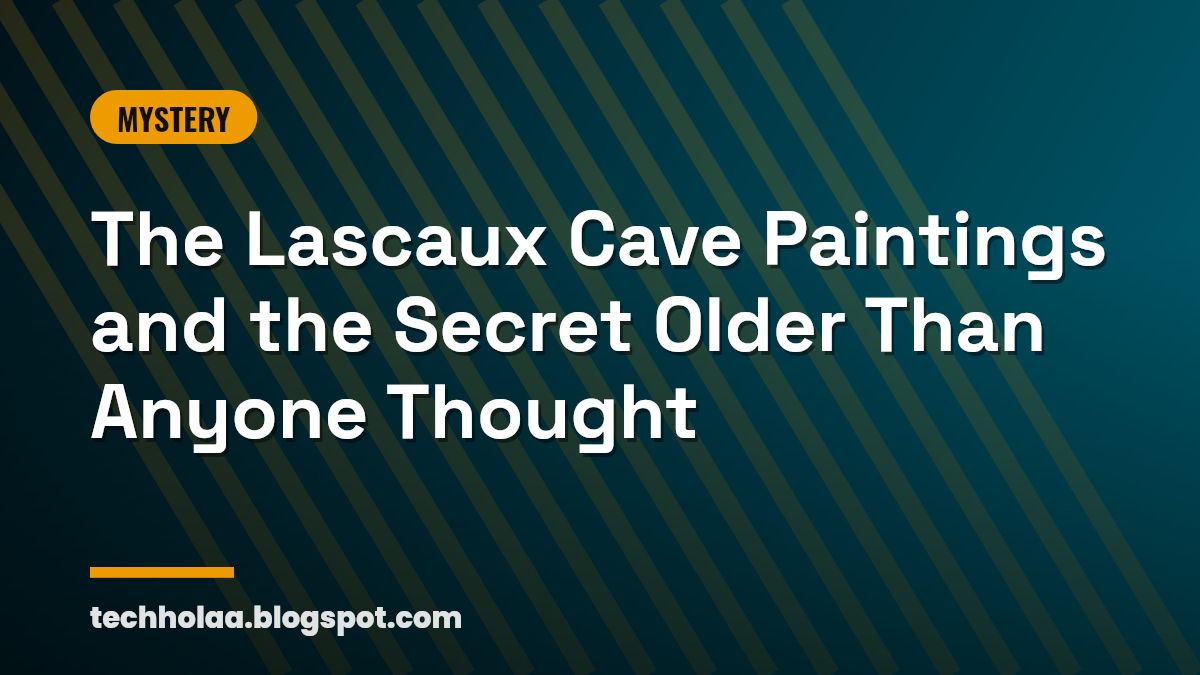 MYSTERY
The Lascaux Cave Paintings
and the Secret Older Than
Anyone Thought
techholaa.blogspot.com